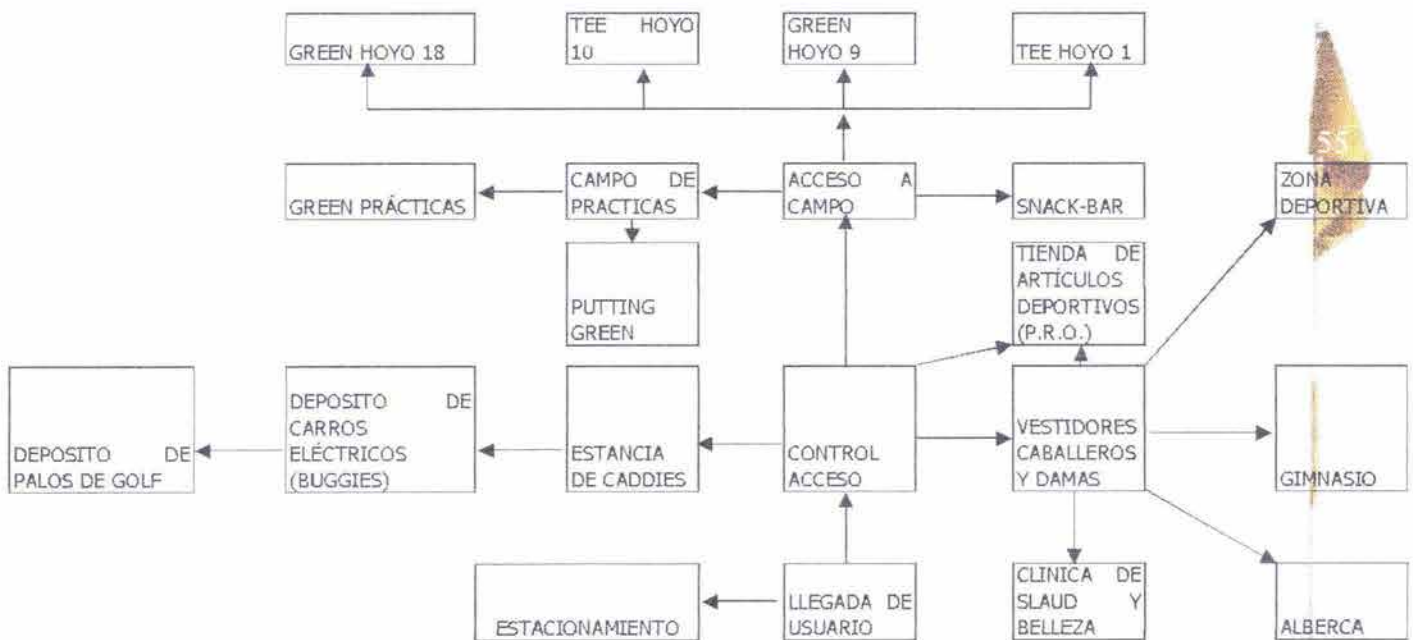 GREEN HOYO 18
TEE HOYO
10
GREEN
HOYO 9
TEE HOYO 1
55
GREEN PRÁCTICAS
CAMPO DE
PRACTICAS
ACCESO A
CAMPO
SNACK-BAR
ZONA
DEPORTIVA
PUTTING
GREEN
TIENDA DE
ARTÍCULOS
DEPORTIVOS
(P.R.O.)
DEPOSITO DE
PALOS DE GOLF
DEPOSITO DE
CARROS
ELÉCTRICOS
(BUGGIES)
ESTANCIA
DE CADDIES
CONTROL
ACCESO
VESTIDORES
CABALLEROS
Y DAMAS
GIMNASIO
ESTACIONAMIENTO
LLEGADA DE
USUARIO
CLINICA DE
SLAUD Y
BELLEZA
ALBERCA